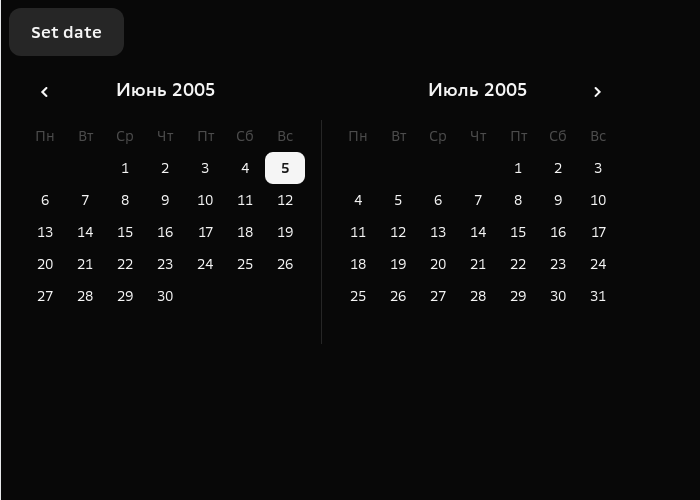 Set date
Июнь 2005
Пн Вт Ср Чт Пт Сб Вс
1 2 3 4 5
6 7 8 9 10 11 12
13 14 15 16 17 18 19
20 21 22 23 24 25 26
27 28 29 30
Июль 2005
Пн Вт Ср Чт Пт Сб Вс
1 2 3
4 5 6 7 8 9 10
11 12 13 14 15 16 17
18 19 20 21 22 23 24
25 26 27 28 29 30 31